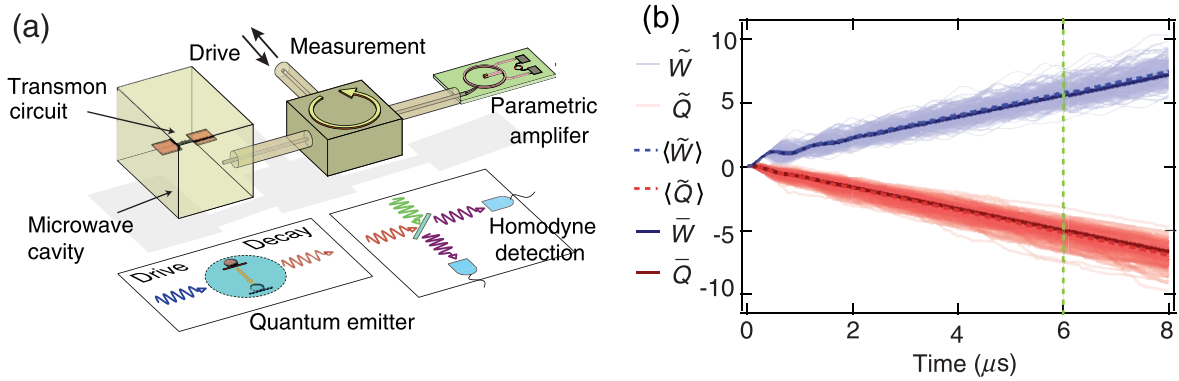 (a)
Drive
Measurement
Transmon
circuit
Parametric
amplifer
Microwave
cavity
Drive
Decay
Homodyne
detection
Quantum emitter
(b)
W̃
Q̃
⟨W̃⟩
⟨Q̃⟩
W̄
Q̄
10
5
0
-5
-10
0
2
4
6
8
Time (μs)